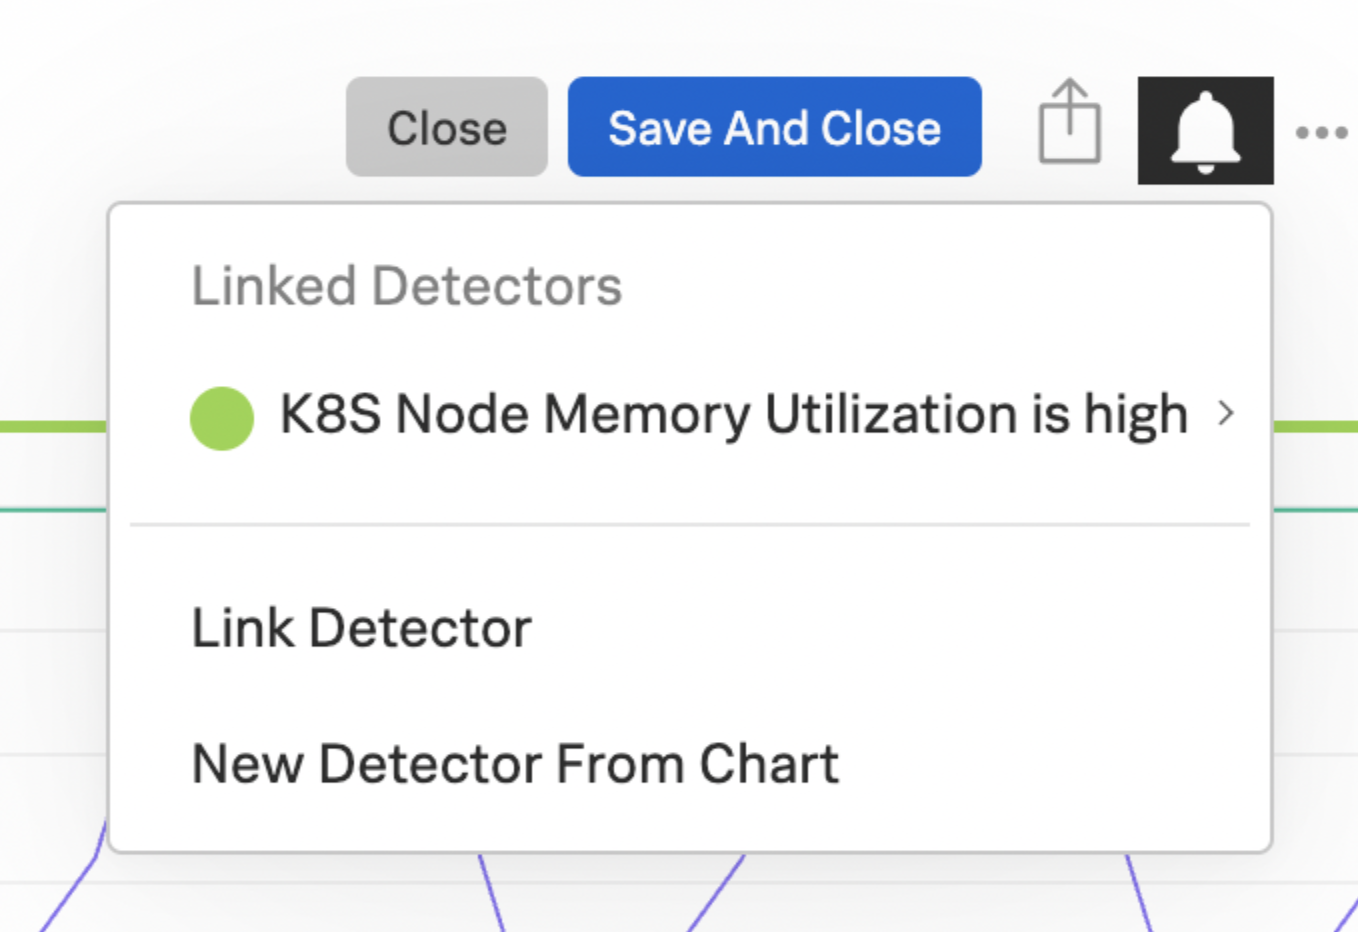 Close
Save And Close
Linked Detectors
K8S Node Memory Utilization is high
Link Detector
New Detector From Chart